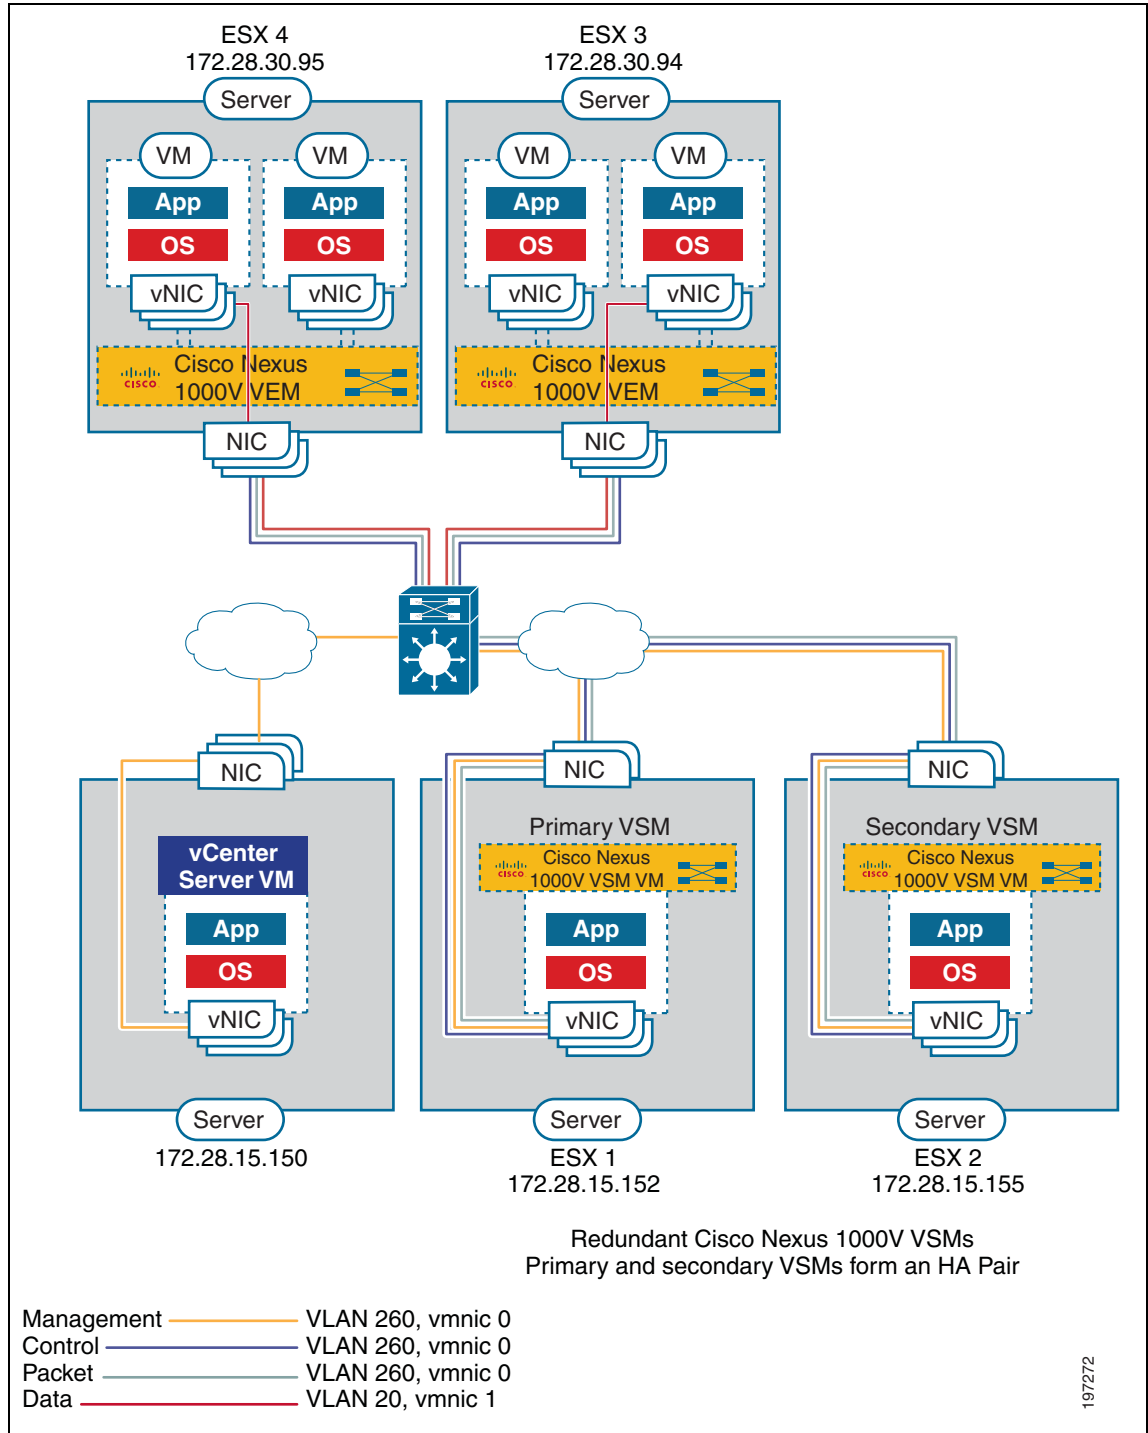 ESX 4
172.28.30.95
Server
VM
VM
App
App
OS
OS
vNIC
vNIC
CISCO
Cisco Nexus
1000V VEM
NIC
ESX 3
172.28.30.94
Server
VM
VM
App
App
OS
OS
vNIC
vNIC
CISCO
Cisco Nexus
1000V VEM
NIC
NIC
vCenter
Server VM
App
OS
vNIC
Server
172.28.15.150
NIC
Primary VSM
CISCO
Cisco Nexus
1000V VSM VM
App
OS
vNIC
Server
ESX 1
172.28.15.152
NIC
Secondary VSM
CISCO
Cisco Nexus
1000V VSM VM
App
OS
vNIC
Server
ESX 2
172.28.15.155
Redundant Cisco Nexus 1000V VSMs
Primary and secondary VSMs form an HA Pair
Management VLAN 260, vmnic 0
Control VLAN 260, vmnic 0
Packet VLAN 260, vmnic 0
Data VLAN 20, vmnic 1
197272